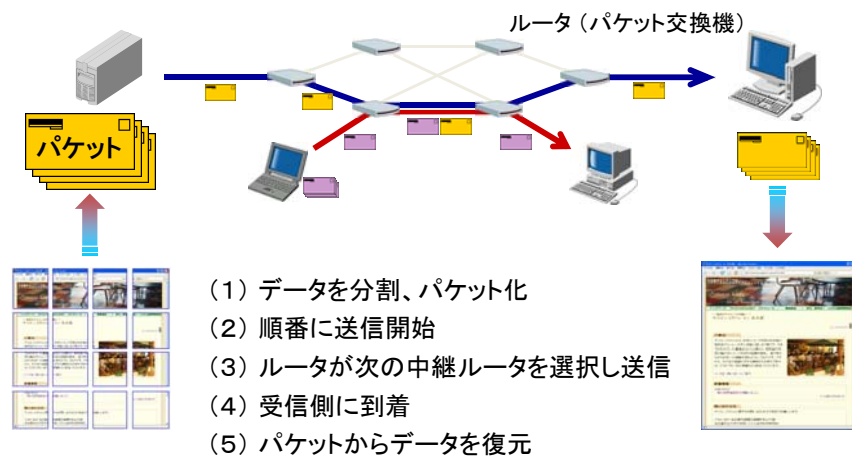 ルータ（パケット交換機）
パケット
（1） データを分割、パケット化
（2） 順番に送信開始
（3） ルータが次の中継ルータを選択し送信
（4） 受信側に到着
（5） パケットからデータを復元